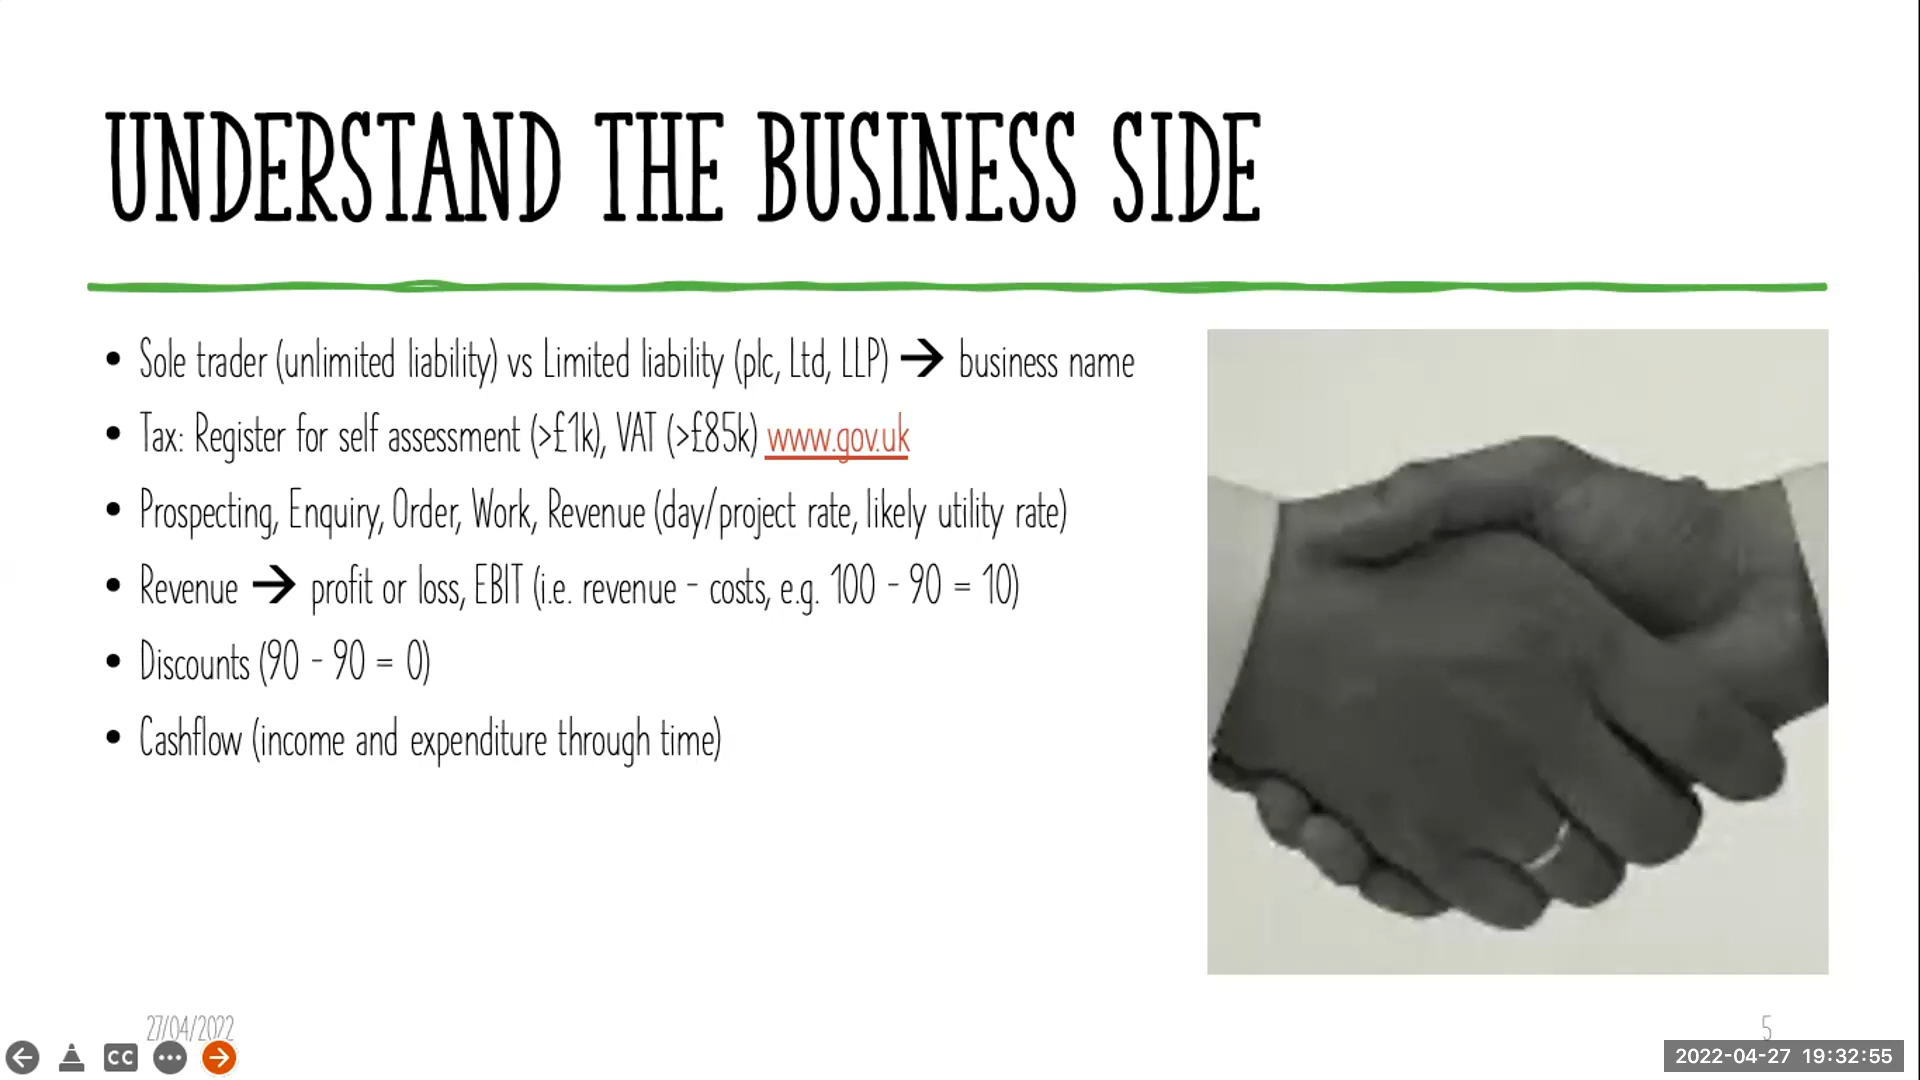 UNDERSTAND THE BUSINESS SIDE
• Sole trader (unlimited liability) vs Limited liability (plc, Ltd, LLP) → business name
• Tax: Register for self assessment (>£1k), VAT (>£85k) www.gov.uk
• Prospecting, Enquiry, Order, Work, Revenue (day/project rate, likely utility rate)
• Revenue → profit or loss, EBIT (i.e. revenue - costs, e.g. 100 - 90 = 10)
• Discounts (90 - 90 = 0)
• Cashflow (income and expenditure through time)
27/04/2022
5
CC
2022-04-27 19:32:55